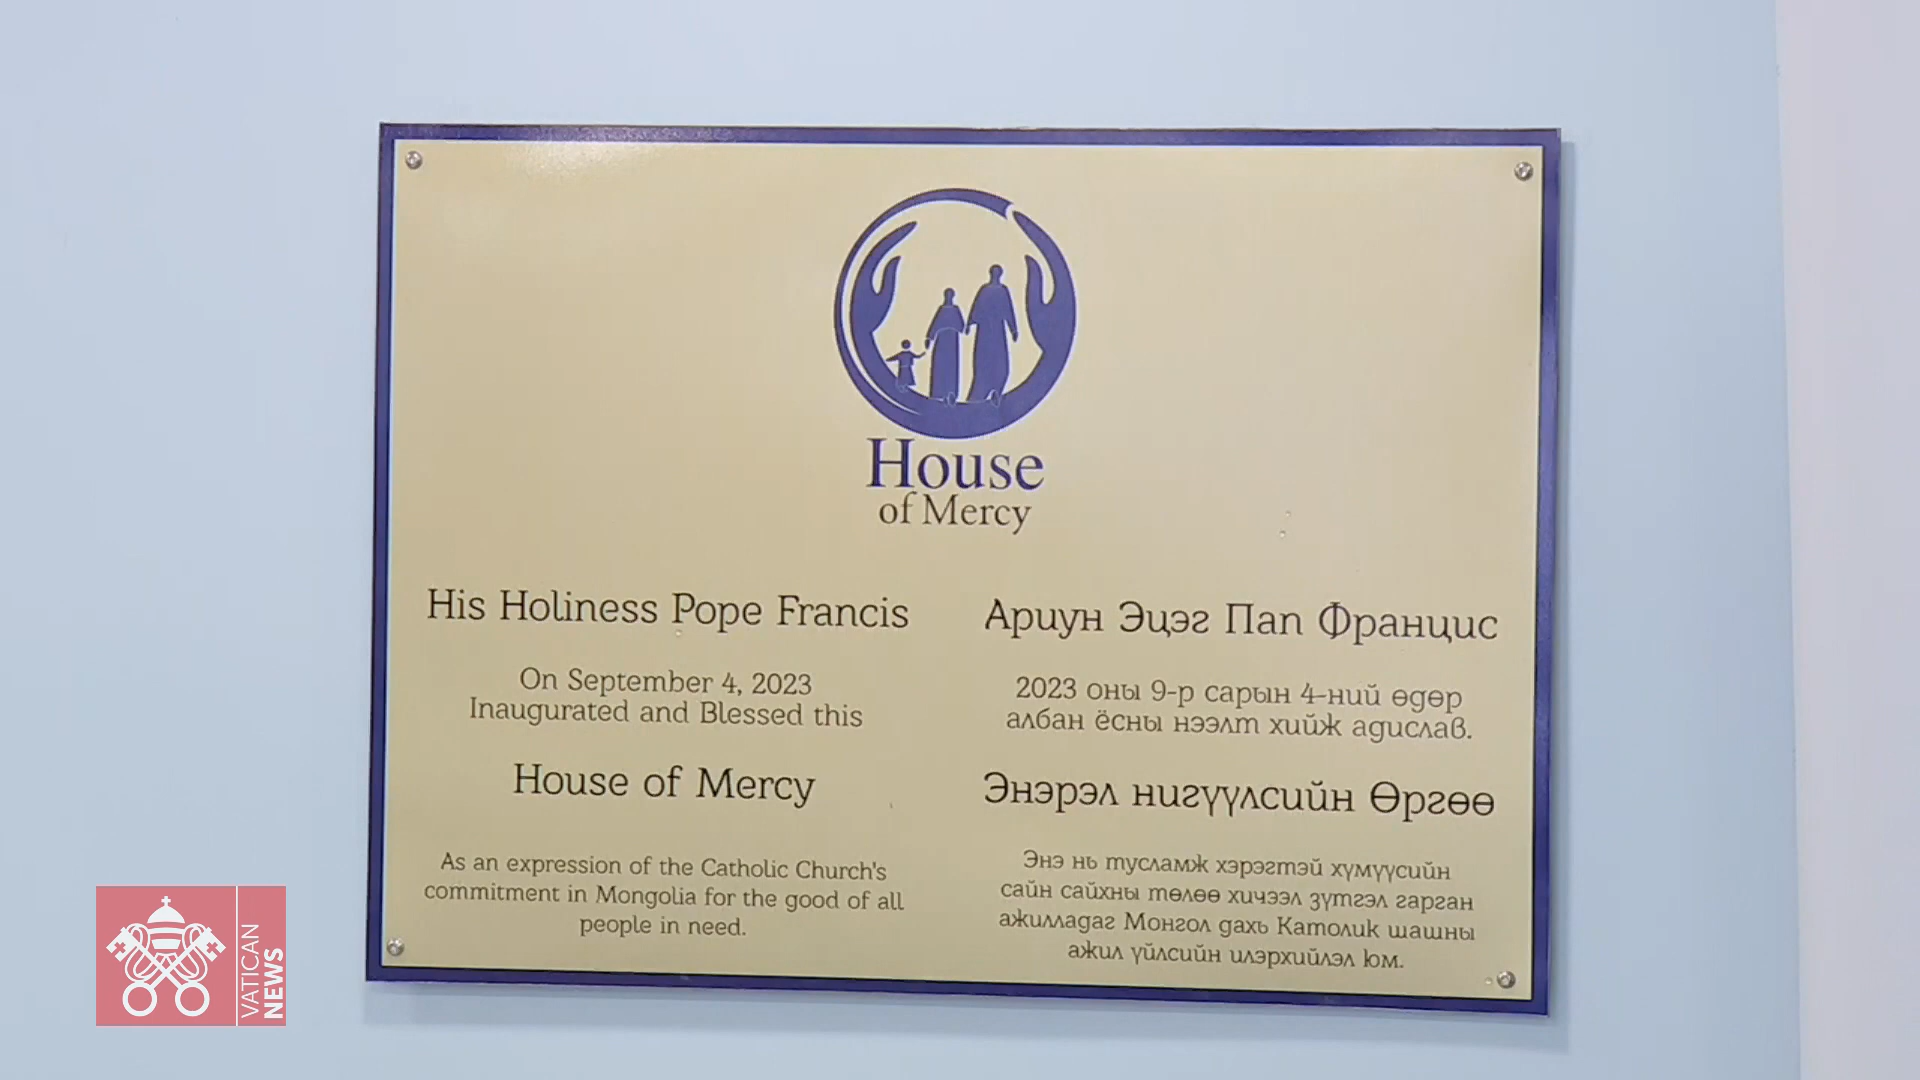 House
of Mercy
His Holiness Pope Francis
On September 4, 2023
Inaugurated and Blessed this
House of Mercy
As an expression of the Catholic Church's
commitment in Mongolia for the good of all
people in need.
Ариун Эцэг Пап Францис
2023 оны 9-р сарын 4-ний өдөр
албан ёсны нээлт хийж адислав.
Энэрэл нигүүлсийн Өргөө
Энэ нь тусламж хэрэгтэй хүмүүсийн
сайн сайхны төлөө хичээл зүтгэл гарган
ажилладаг Монгол дахь Католик шашны
ажил үйлсийн илэрхийлэл юм.
VATICAN
NEWS